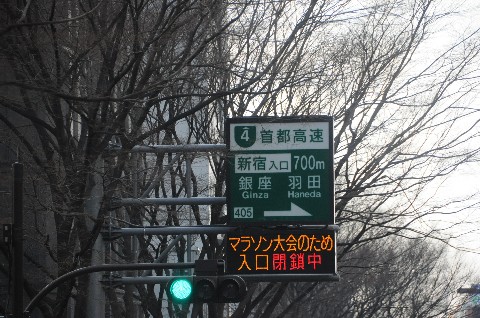 4 首都高速
新宿 入口 700m
銀座 羽田
Ginza Haneda
405
マラソン大会のため
入口閉鎖中